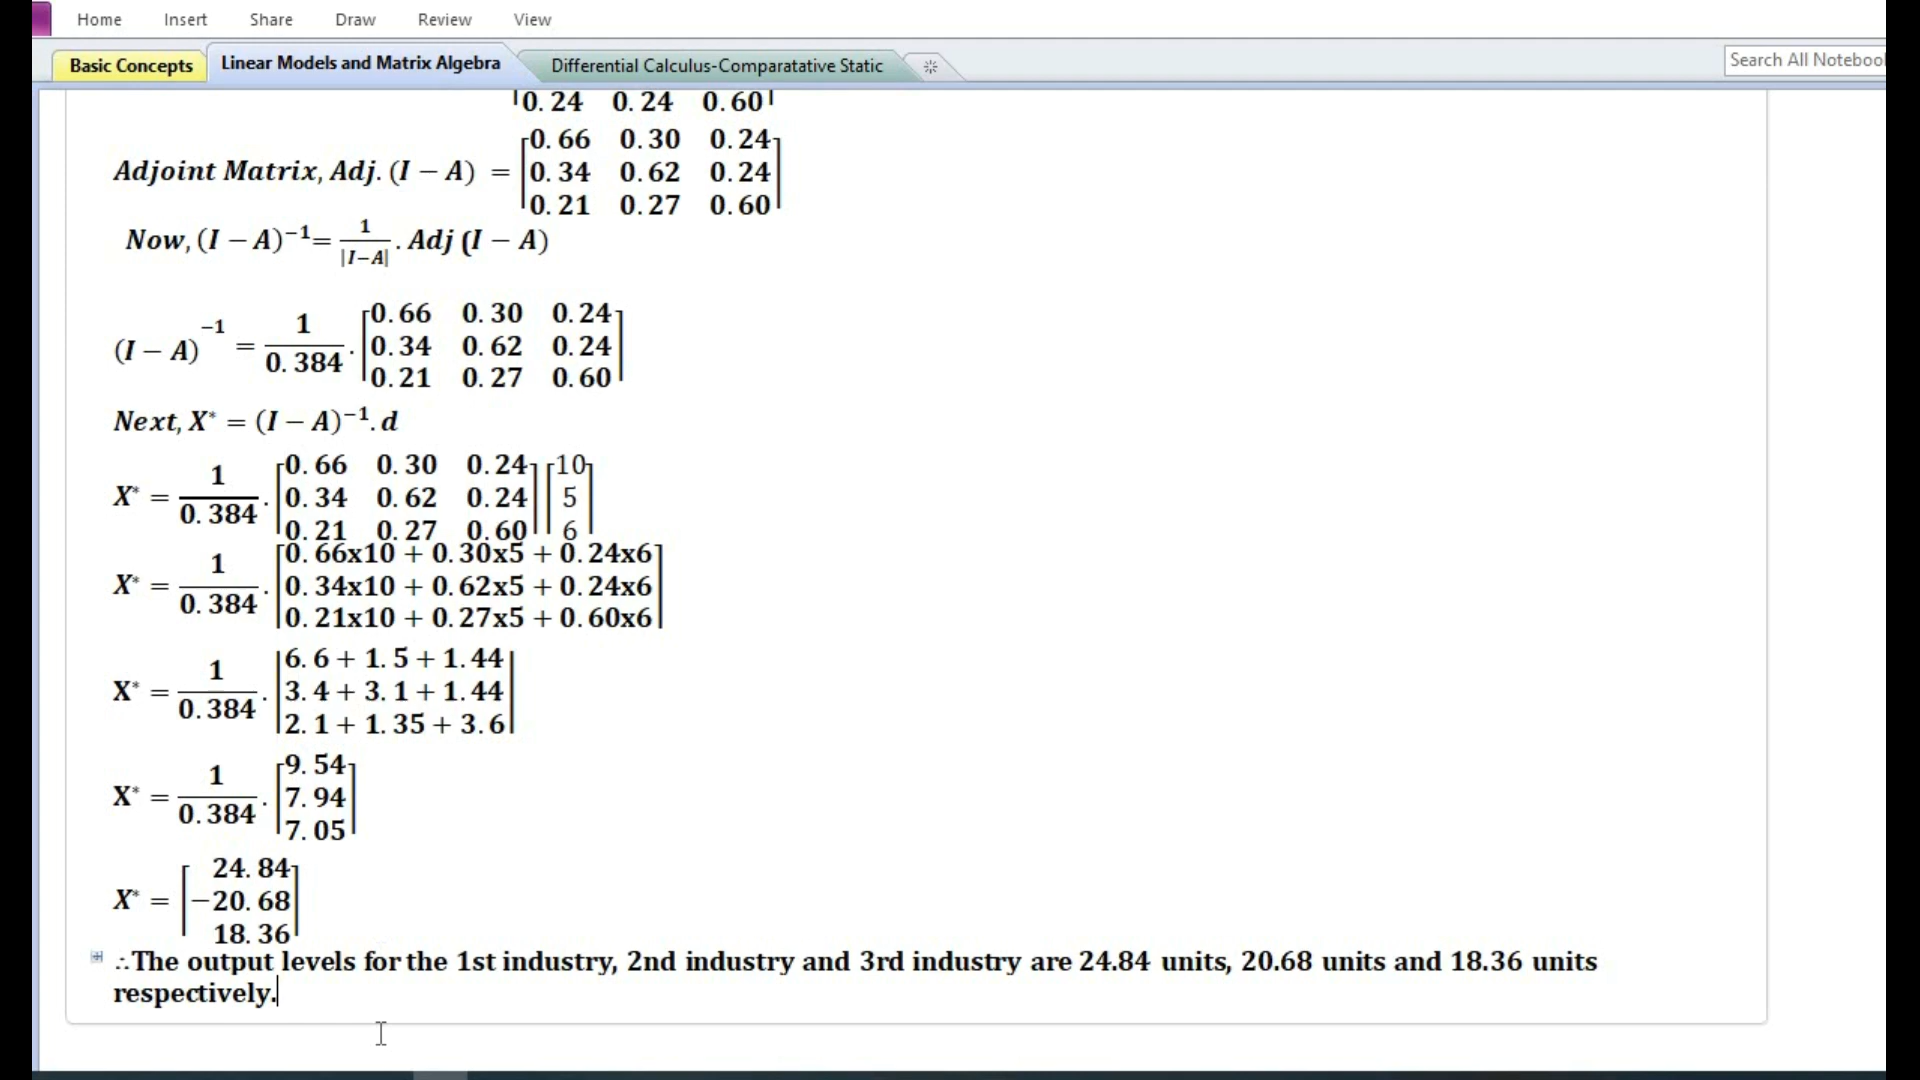 Home Insert Share Draw Review View
Basic Concepts Linear Models and Matrix Algebra Differential Calculus-Comparatative Static Search All Notebook
0.24 0.24 0.60
Adjoint Matrix, Adj. (I − A) = [0.66 0.30 0.24
0.34 0.62 0.24
0.21 0.27 0.60]
Now, (I − A)⁻¹= 1/|I−A| . Adj (I − A)
(I − A)⁻¹ = 1/0.384 . [0.66 0.30 0.24
0.34 0.62 0.24
0.21 0.27 0.60]
Next, X* = (I − A)⁻¹. d
X* = 1/0.384 . [0.66 0.30 0.24] [10
0.34 0.62 0.24 5
0.21 0.27 0.60] 6]
X* = 1/0.384 . [0.66x10 + 0.30x5 + 0.24x6
0.34x10 + 0.62x5 + 0.24x6
0.21x10 + 0.27x5 + 0.60x6]
X* = 1/0.384 . |6.6 + 1.5 + 1.44
3.4 + 3.1 + 1.44
2.1 + 1.35 + 3.6|
X* = 1/0.384 . [9.54
7.94
7.05]
X* = [24.84
−20.68
18.36]
∴The output levels for the 1st industry, 2nd industry and 3rd industry are 24.84 units, 20.68 units and 18.36 units
respectively.